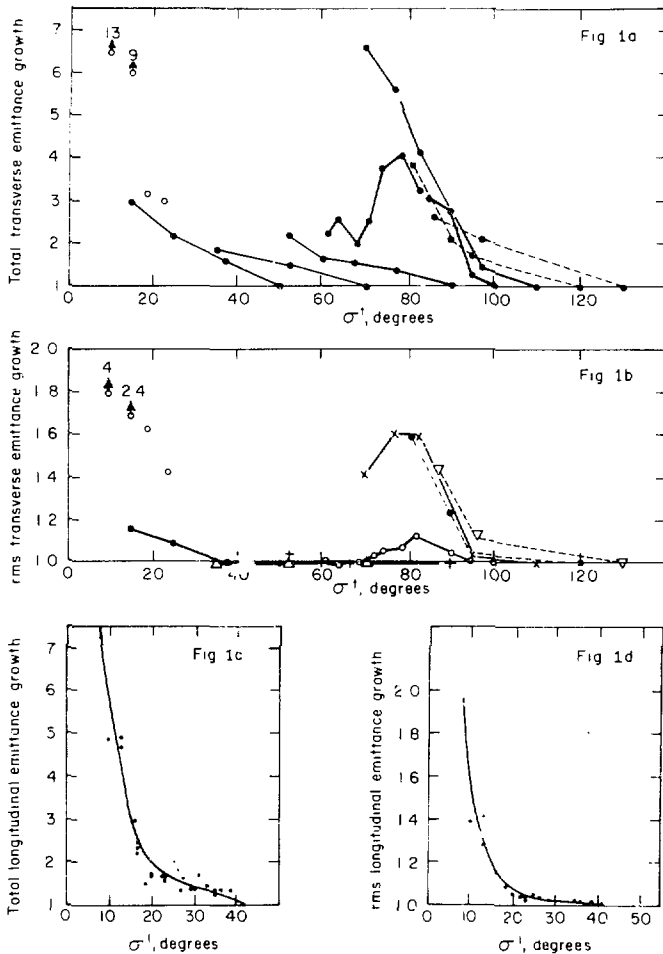 Fig 1a
Total transverse emittance growth
7
6
5
4
3
2
1
13
9
0 20 40 60 80 100 120
σ^t, degrees
Fig 1b
rms transverse emittance growth
2 0
1 8
1 6
1 4
1 2
1 0
4
2 4
0 20 40 60 80 100 120
σ^t, degrees
Fig 1c
Total longitudinal emittance growth
7
6
5
4
3
2
1
0 10 20 30 40 50
σ^l, degrees
Fig 1d
rms longitudinal emittance growth
2 0
1 8
1 6
1 4
1 2
1 0
0 10 20 30 40 50
σ^l, degrees